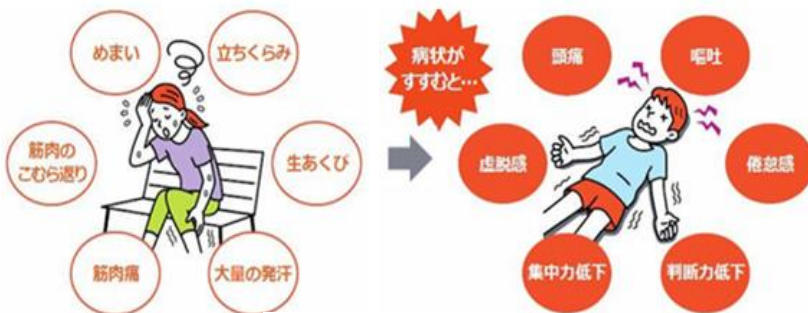 めまい
立ちくらみ
筋肉の
こむら返り
生あくび
筋肉痛
大量の発汗
病状が
すすむと…
頭痛
嘔吐
虚脱感
倦怠感
集中力低下
判断力低下